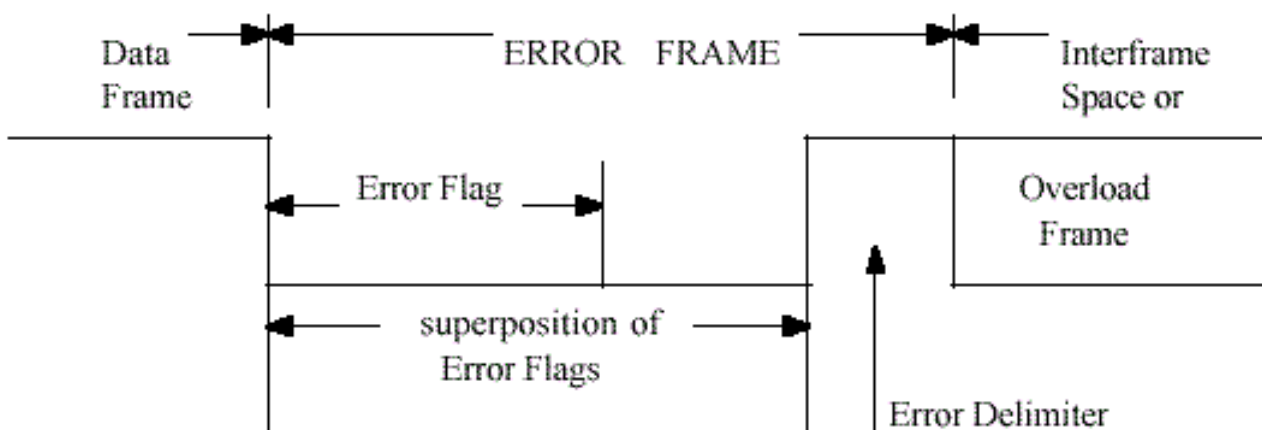 Data
Frame
ERROR FRAME
Interframe
Space or
Error Flag
Overload
Frame
superposition of
Error Flags
Error Delimiter